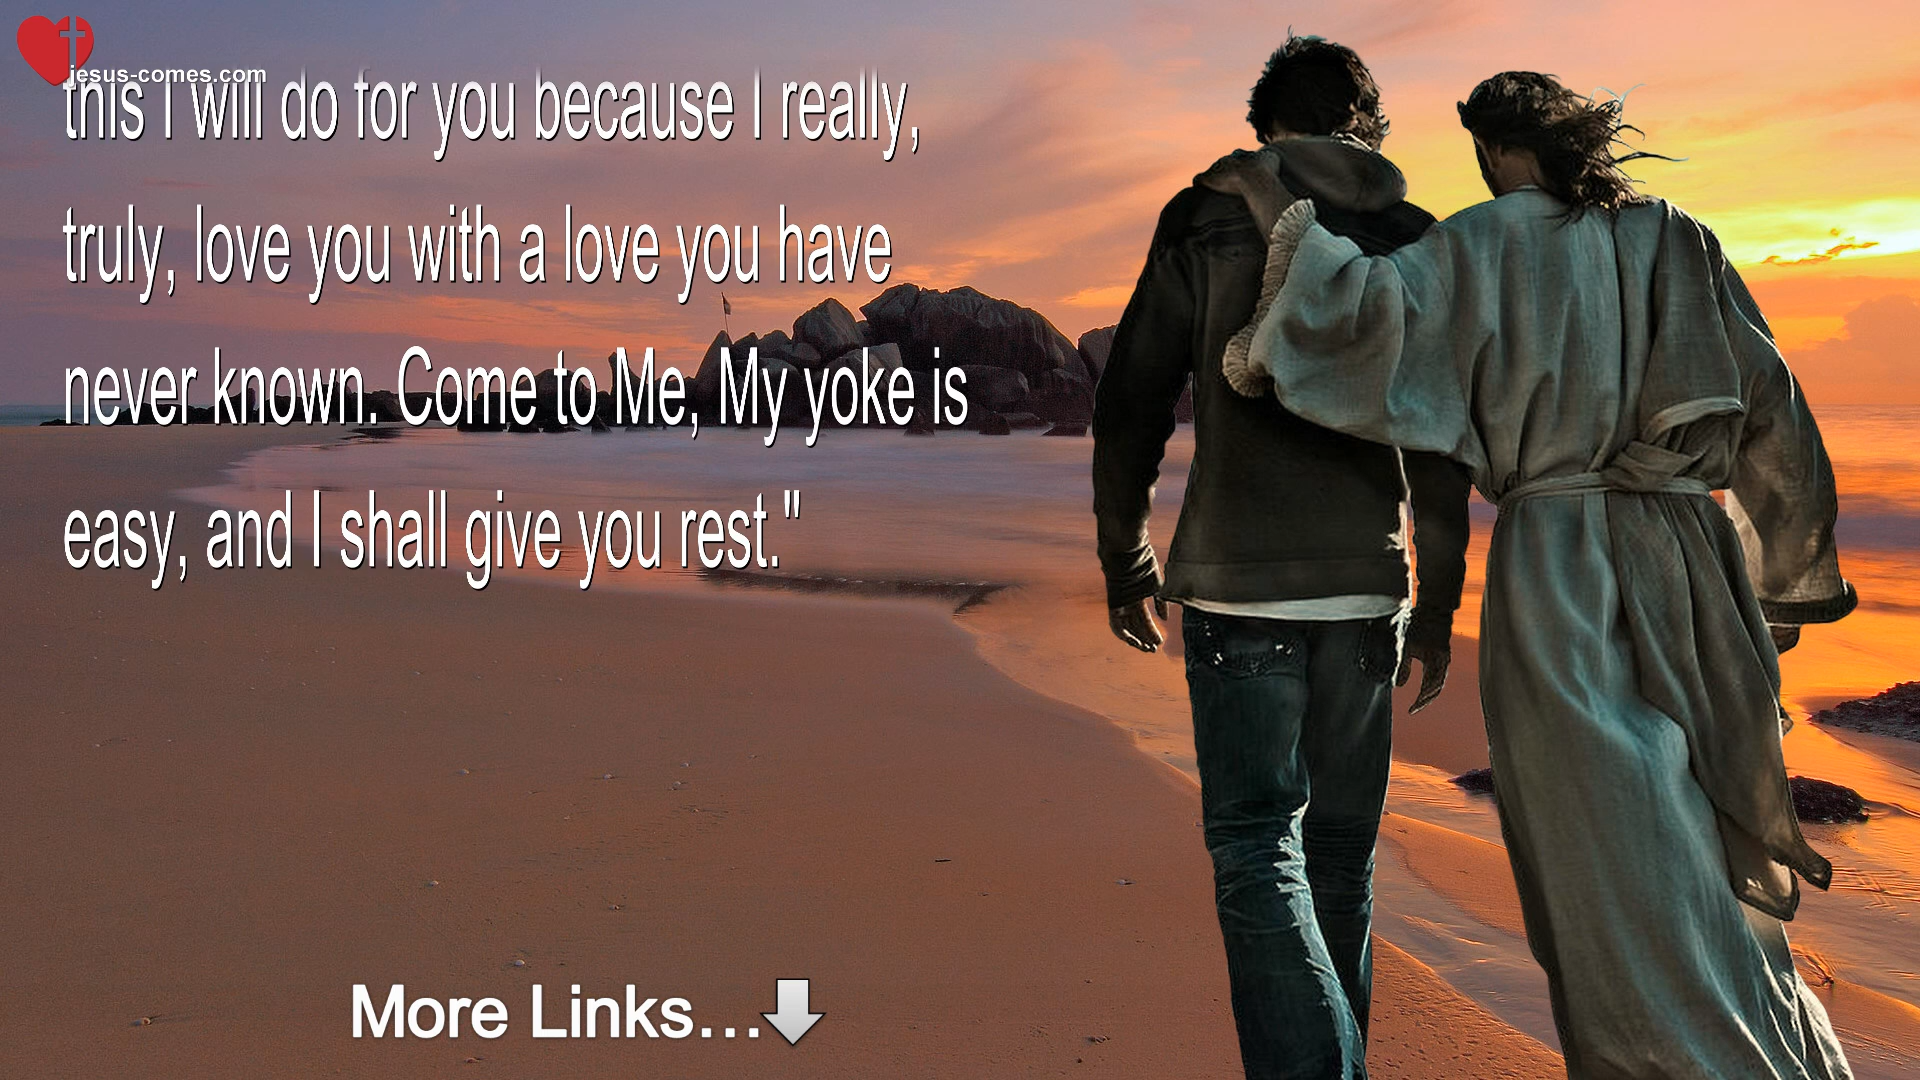 jesus-comes.com
this I will do for you because I really,
truly, love you with a love you have
never known. Come to Me, My yoke is
easy, and I shall give you rest."
More Links...